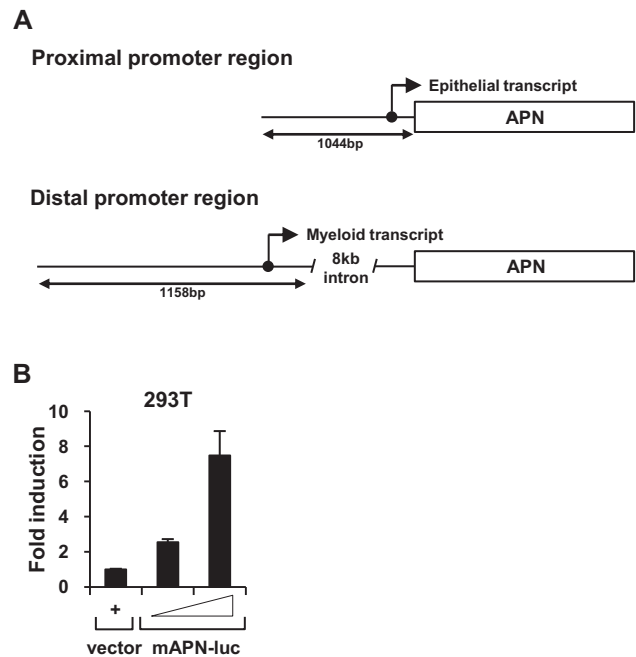 A
Proximal promoter region
Epithelial transcript
APN
1044bp
Distal promoter region
Myeloid transcript
8kb
intron
APN
1158bp
B
293T
Fold induction
10
8
6
4
2
0
+
vector mAPN-luc